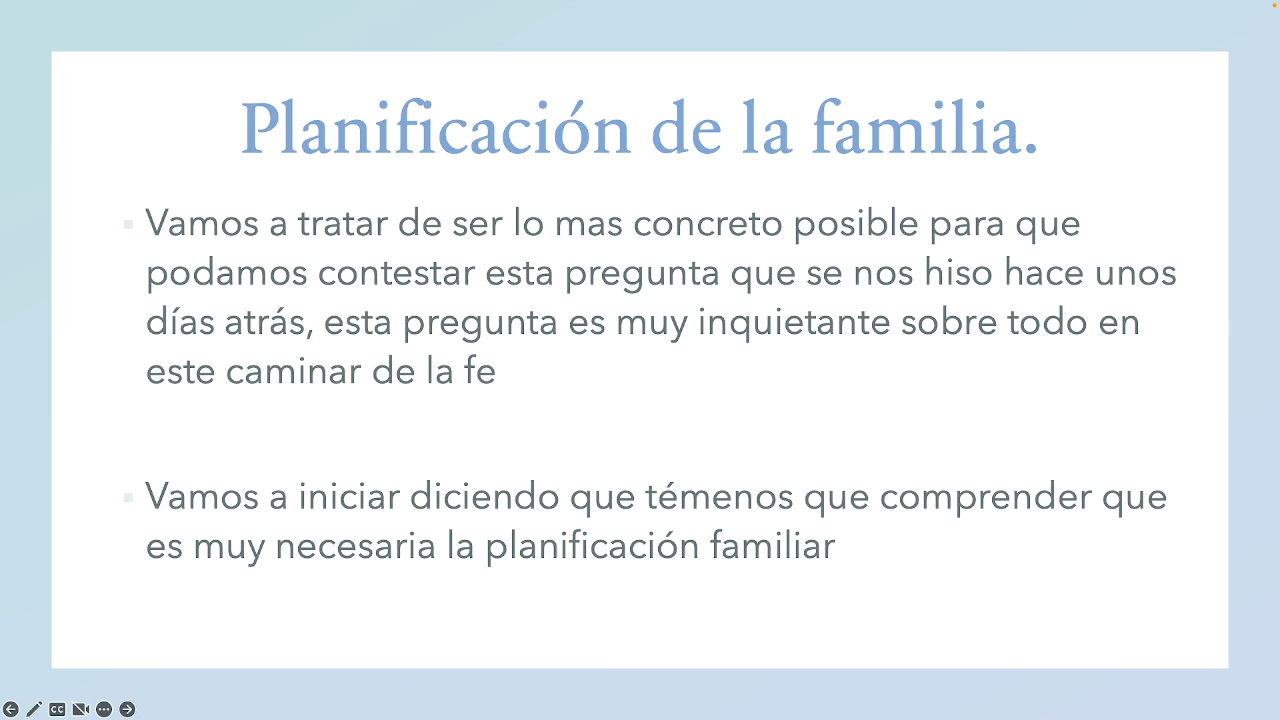 Planificación de la familia.
Vamos a tratar de ser lo mas concreto posible para que
podamos contestar esta pregunta que se nos hiso hace unos
días atrás, esta pregunta es muy inquietante sobre todo en
este caminar de la fe
Vamos a iniciar diciendo que témenos que comprender que
es muy necesaria la planificación familiar
CC